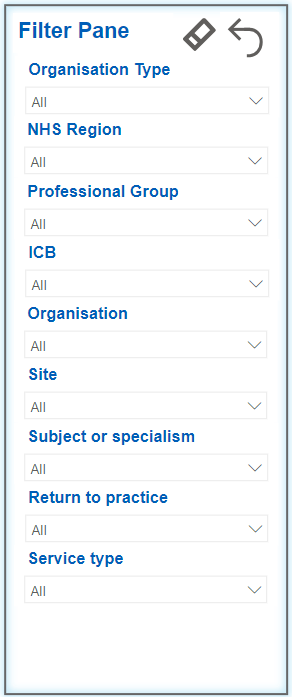 Filter Pane
Organisation Type
All
NHS Region
All
Professional Group
All
ICB
All
Organisation
All
Site
All
Subject or specialism
All
Return to practice
All
Service type
All